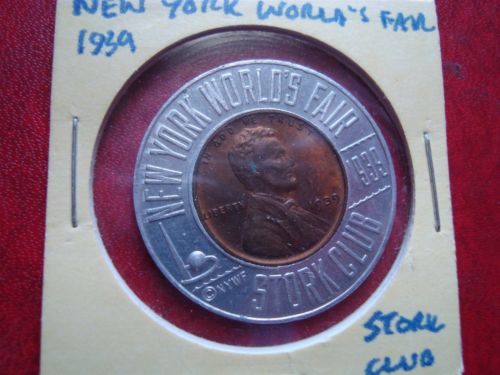 NEW YORK WORLD'S FAIR
1939
NEW YORK WORLD'S FAIR
1939
IN GOD WE TRUST
LIBERTY
1939
© NYWF
STORK CLUB
STORK
CLUB